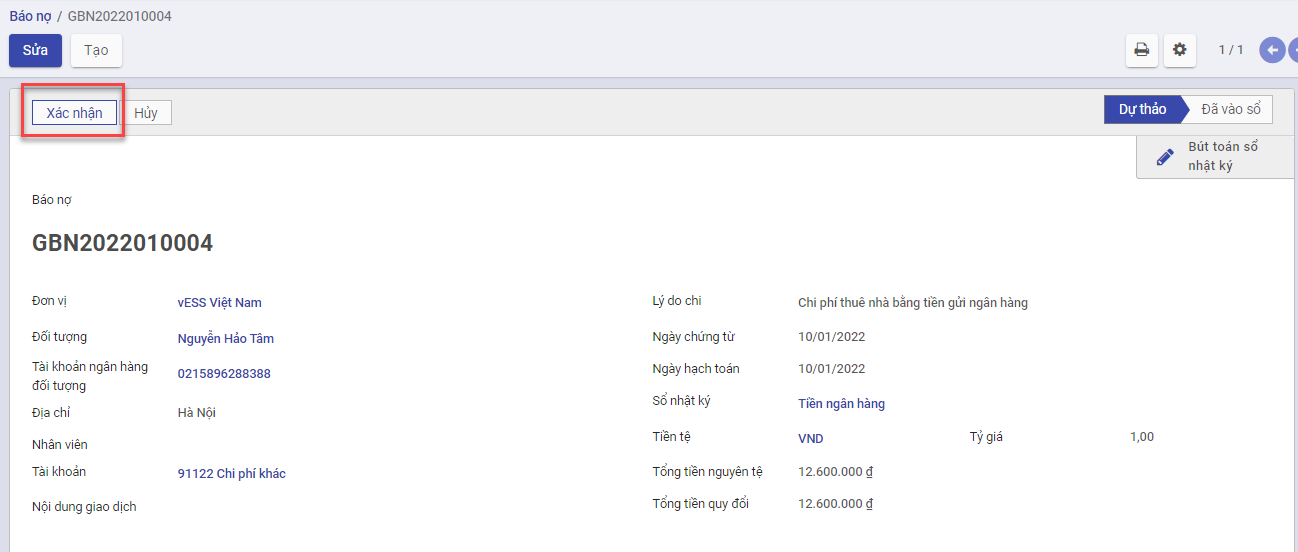 Báo nợ / GBN2022010004
Sửa Tạo 1 / 1
Xác nhận Hủy Dự thảo Đã vào sổ
Bút toán sổ
nhật ký
Báo nợ
GBN2022010004
Đơn vị vESS Việt Nam
Đối tượng Nguyễn Hảo Tâm
Tài khoản ngân hàng
đối tượng 0215896288388
Địa chỉ Hà Nội
Nhân viên
Tài khoản 91122 Chi phí khác
Nội dung giao dịch
Lý do chi Chi phí thuê nhà bằng tiền gửi ngân hàng
Ngày chứng từ 10/01/2022
Ngày hạch toán 10/01/2022
Sổ nhật ký Tiền ngân hàng
Tiền tệ VND Tỷ giá 1,00
Tổng tiền nguyên tệ 12.600.000 ₫
Tổng tiền quy đổi 12.600.000 ₫